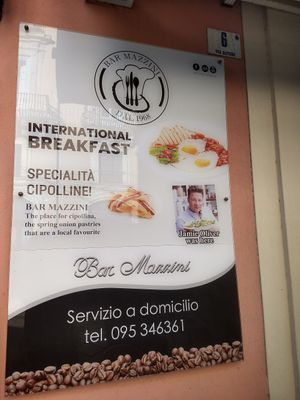 6
BAR MAZZINI
DAL 1968
INTERNATIONAL
BREAKFAST
SPECIALITÀ
CIPOLLINE!
BAR MAZZINI
The place for cipollina,
the spring onion pastries
that are a local favourite
Jamie Oliver
was here
Bar Mazzini
Servizio a domicilio
tel. 095 346361